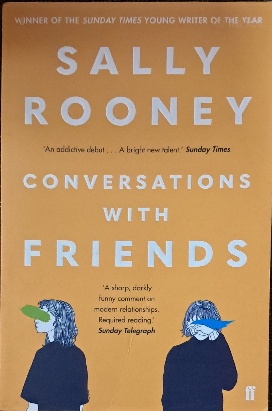 WINNER OF THE SUNDAY TIMES YOUNG WRITER OF THE YEAR
SALLY
ROONEY
'An addictive debut . . . A bright new talent.' Sunday Times
CONVERSATIONS
WITH
FRIENDS
'A sharp, darkly
funny comment on
modern relationships.
Required reading.'
Sunday Telegraph
ff